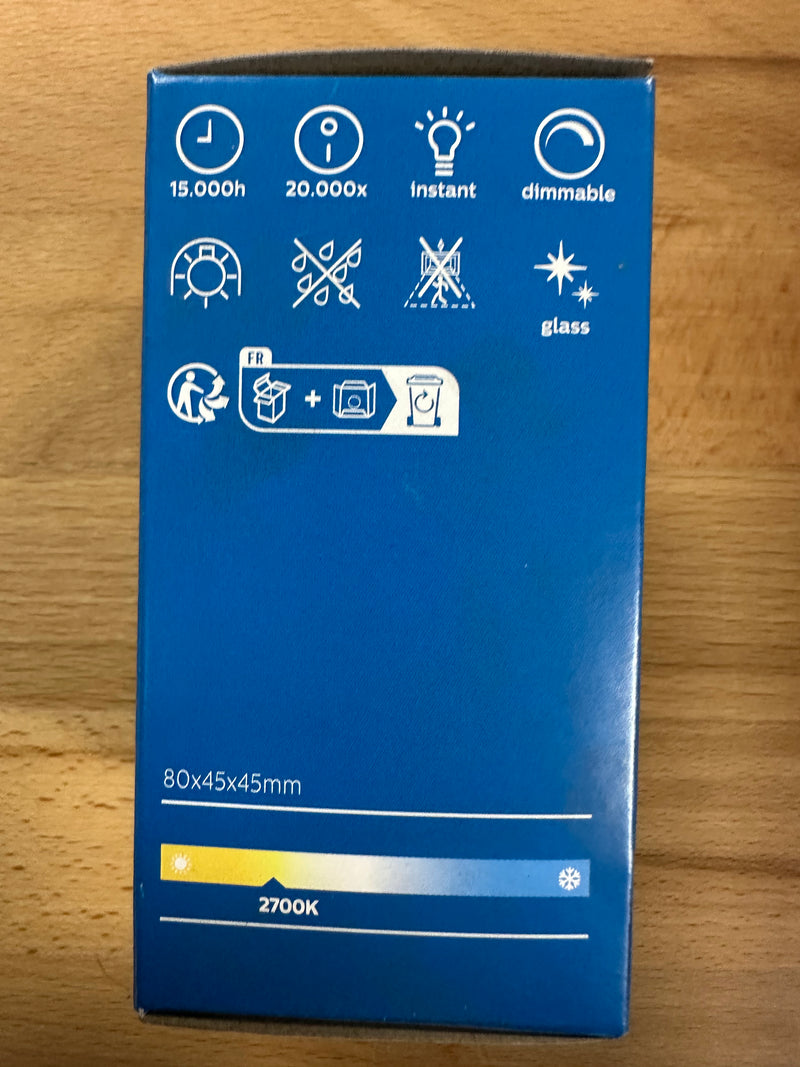 15.000h 20.000x instant dimmable
glass
FR
80x45x45mm
2700K